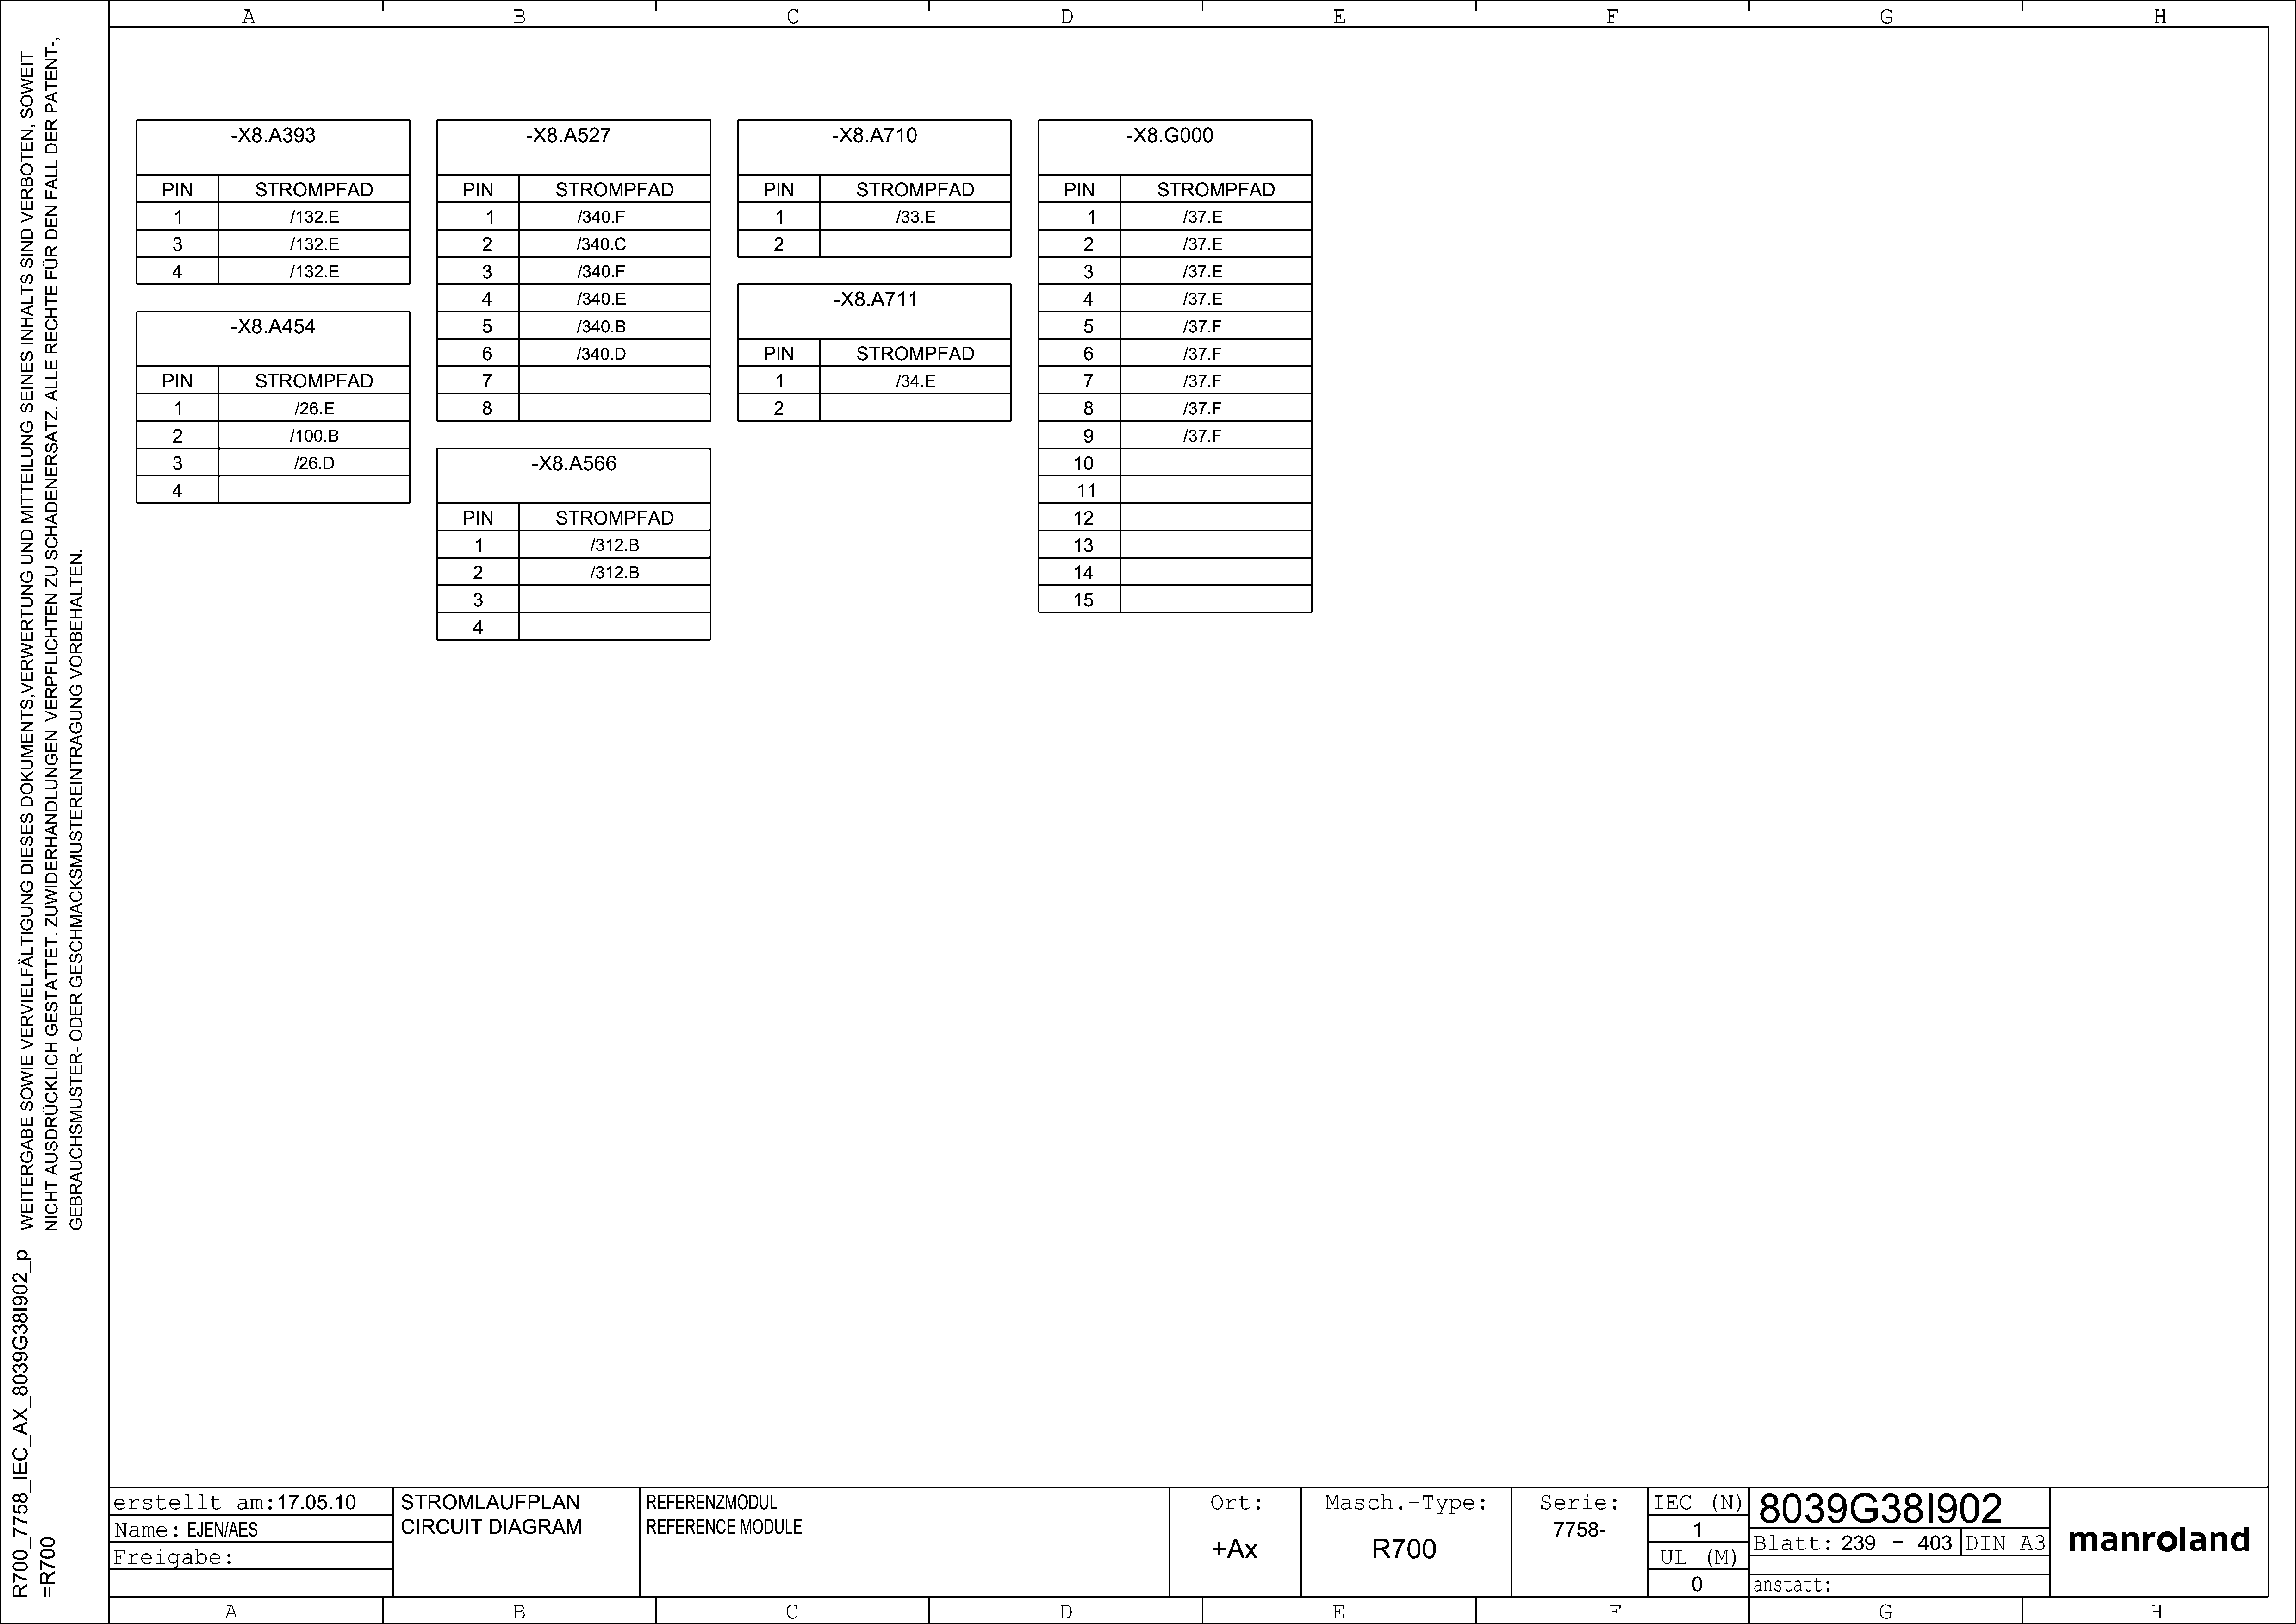 A B C D E F G H
-X8.A393
PIN STROMPFAD
1 /132.E
3 /132.E
4 /132.E
-X8.A454
PIN STROMPFAD
1 /26.E
2 /100.B
3 /26.D
4
-X8.A527
PIN STROMPFAD
1 /340.F
2 /340.C
3 /340.F
4 /340.E
5 /340.B
6 /340.D
7
8
-X8.A566
PIN STROMPFAD
1 /312.B
2 /312.B
3
4
-X8.A710
PIN STROMPFAD
1 /33.E
2
-X8.A711
PIN STROMPFAD
1 /34.E
2
-X8.G000
PIN STROMPFAD
1 /37.E
2 /37.E
3 /37.E
4 /37.E
5 /37.F
6 /37.F
7 /37.F
8 /37.F
9 /37.F
10
11
12
13
14
15
WEITERGABE SOWIE VERVIELFÄLTIGUNG DIESES DOKUMENTS,VERWERTUNG UND MITTEILUNG SEINES INHALTS SIND VERBOTEN, SOWEIT
NICHT AUSDRÜCKLICH GESTATTET. ZUWIDERHANDLUNGEN VERPFLICHTEN ZU SCHADENERSATZ. ALLE RECHTE FÜR DEN FALL DER PATENT-,
GEBRAUCHSMUSTER- ODER GESCHMACKSMUSTEREINTRAGUNG VORBEHALTEN.
R700_7758_IEC_AX_8039G38I902_p
=R700
erstellt am:17.05.10
Name: EJEN/AES
Freigabe:
STROMLAUFPLAN
CIRCUIT DIAGRAM
REFERENZMODUL
REFERENCE MODULE
Ort:
+Ax
Masch.-Type:
R700
Serie:
7758-
IEC (N)
1
UL (M)
0
8039G38I902
Blatt: 239 - 403 DIN A3
anstatt:
manroland
A B C D E F G H